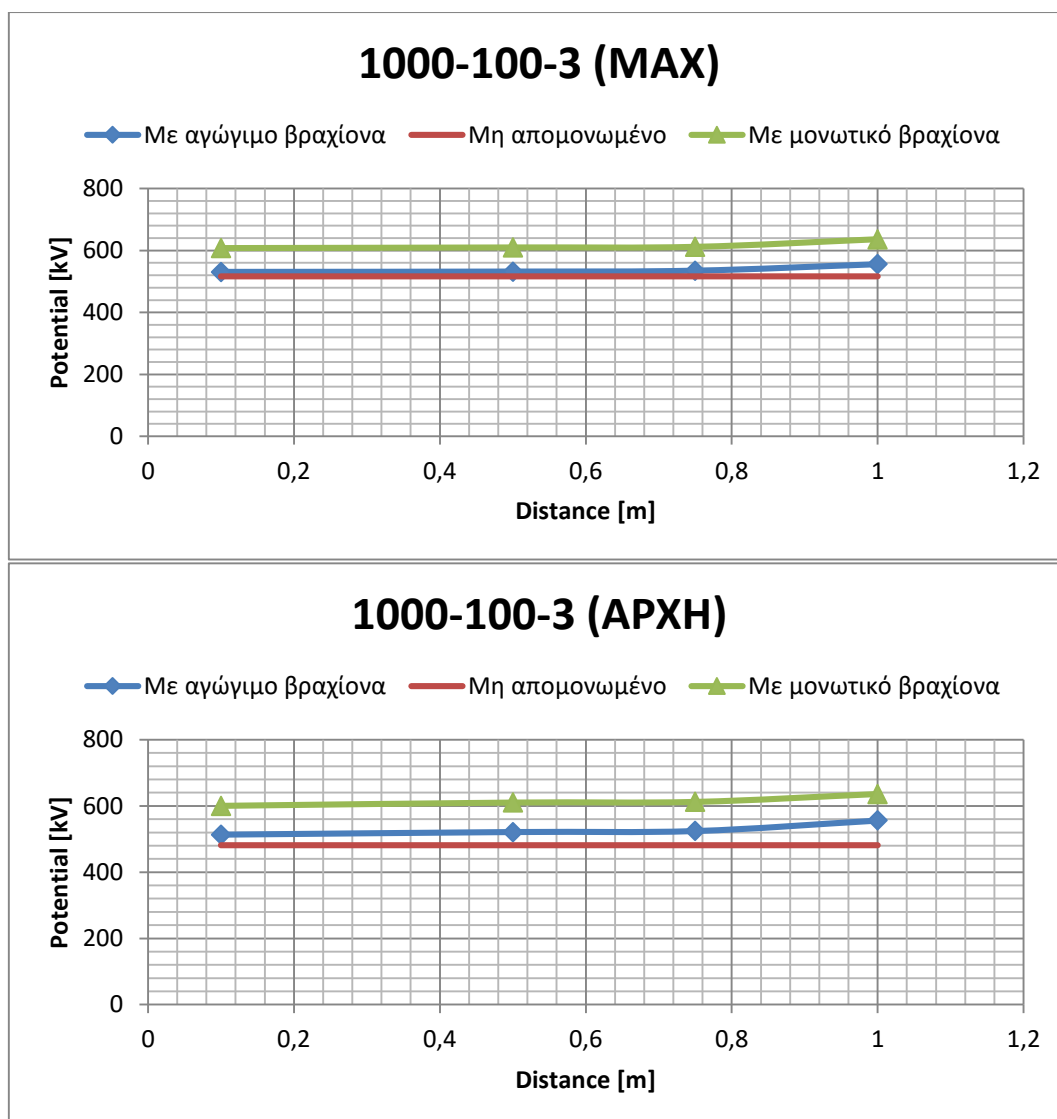 1000-100-3 (MAX)
Με αγώγιμο βραχίονα Μη απομονωμένο Με μονωτικό βραχίονα
800
600
400
200
0
Potential [kV]
0 0,2 0,4 0,6 0,8 1 1,2
Distance [m]
1000-100-3 (ΑΡΧΗ)
Με αγώγιμο βραχίονα Μη απομονωμένο Με μονωτικό βραχίονα
800
600
400
200
0
Potential [kV]
0 0,2 0,4 0,6 0,8 1 1,2
Distance [m]